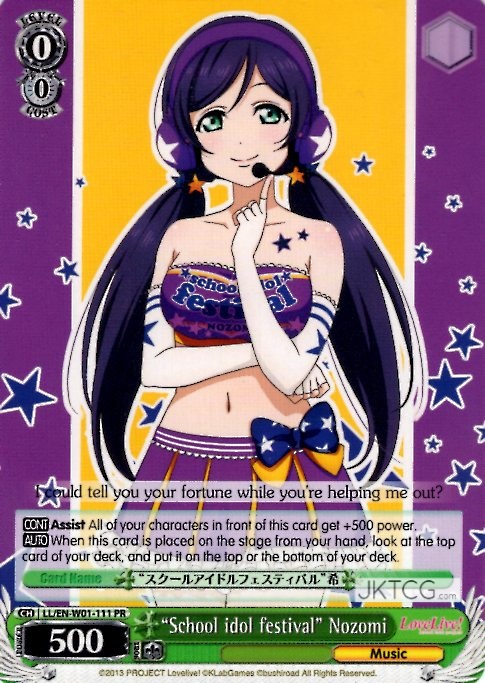 LEVEL
0
0
COST
school idol
festival
NOZOMI
I could tell you your fortune while you're helping me out?
CONT Assist All of your characters in front of this card get +500 power.
AUTO When this card is placed on the stage from your hand, look at the top
card of your deck, and put it on the top or the bottom of your deck.
Card Name
"スクールアイドルフェスティバル"希
JKTCG.com
CH LL/EN-W01-111 PR
POWER
500
SOUL
"School idol festival" Nozomi
LoveLive!
Music
©2013 PROJECT Lovelive! ©KLabGames ©bushiroad All Rights Reserved.